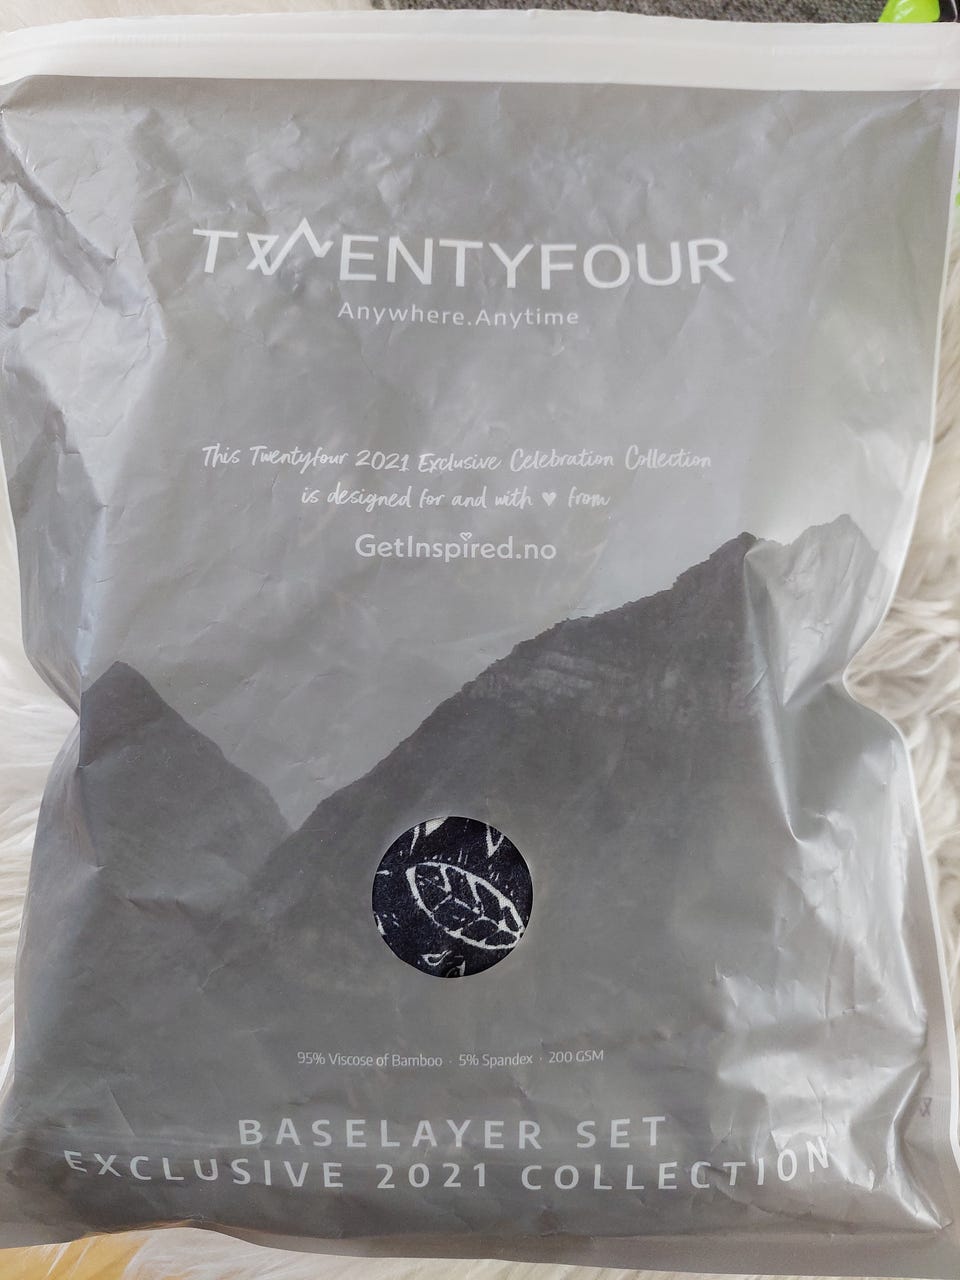 TWENTYFOUR
Anywhere.Anytime
This Twentyfour 2021 Exclusive Celebration Collection
is designed for and with ♥ from
GetInspired.no
95% Viscose of Bamboo · 5% Spandex · 200 GSM
BASELAYER SET
EXCLUSIVE 2021 COLLECTION